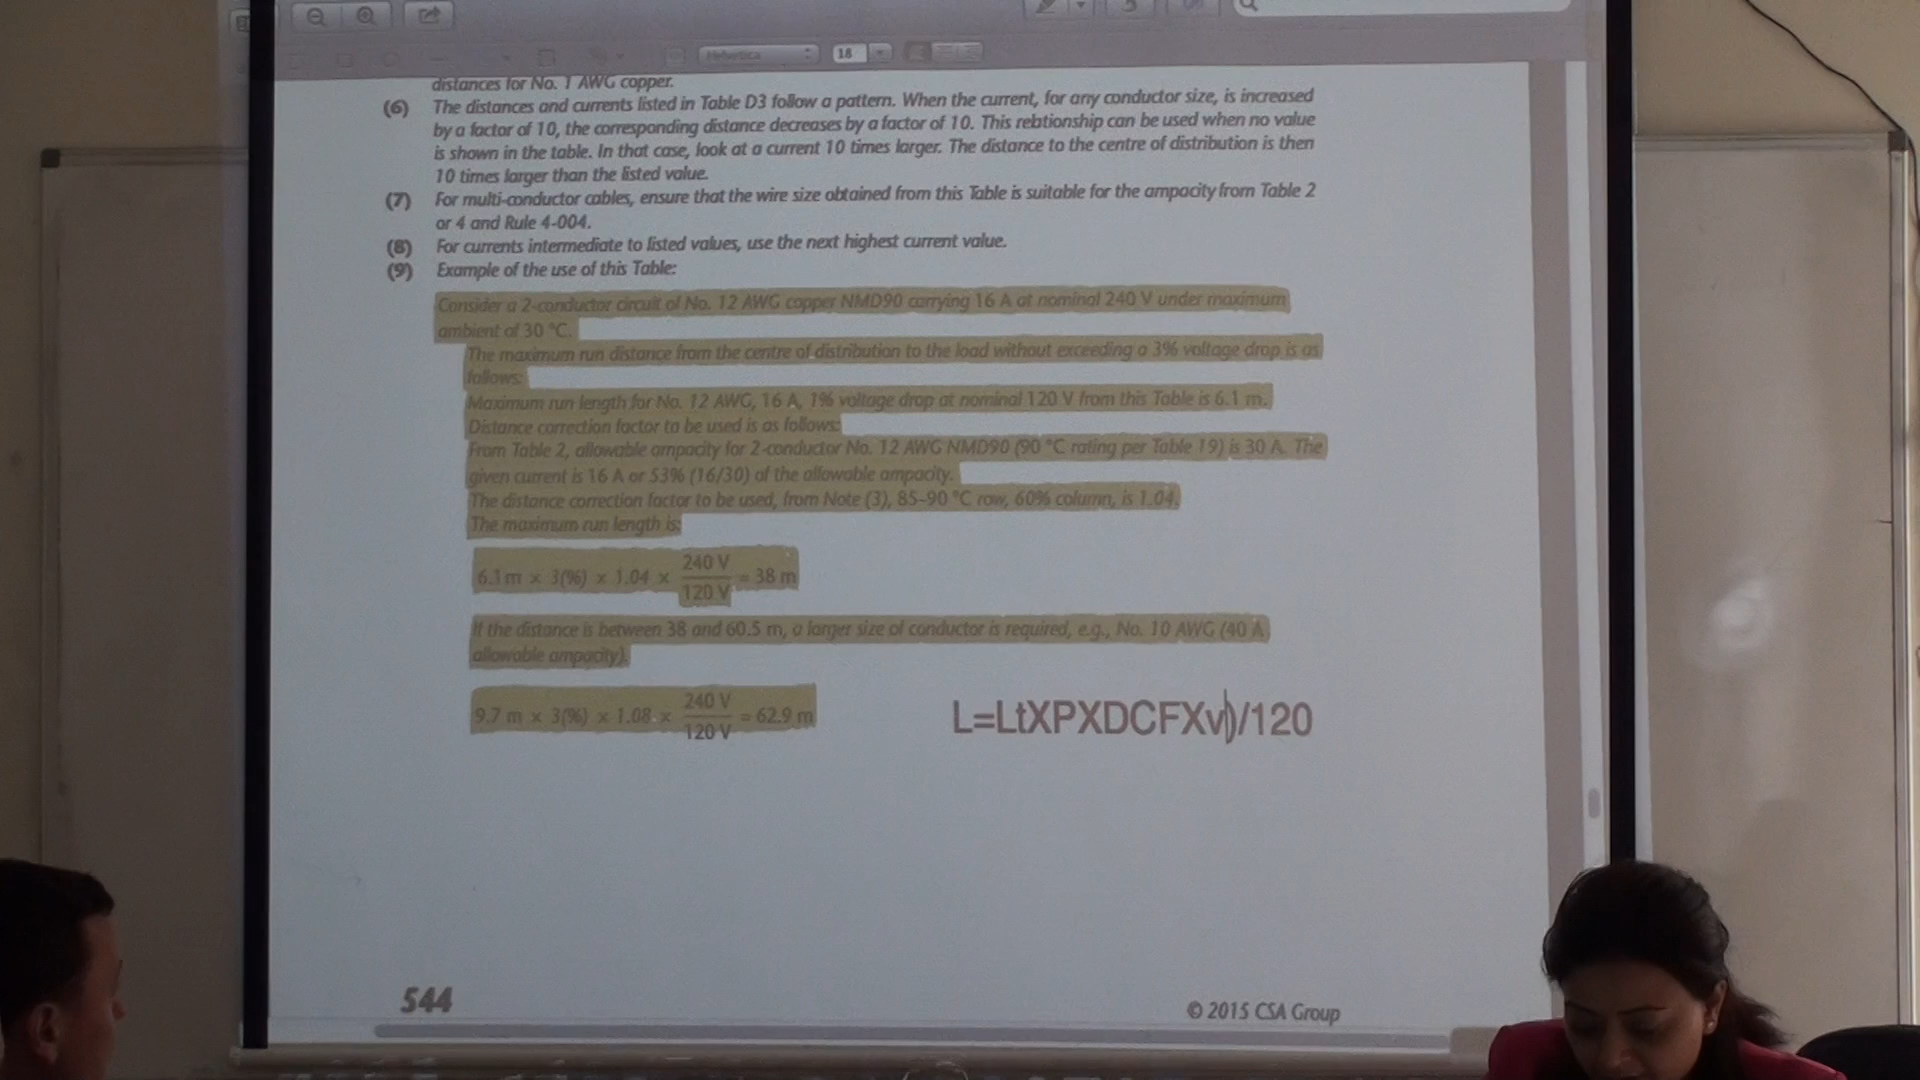 18
distances for No. 1 AWG copper.
(6) The distances and currents listed in Table D3 follow a pattern. When the current, for any conductor size, is increased
by a factor of 10, the corresponding distance decreases by a factor of 10. This relationship can be used when no value
is shown in the table. In that case, look at a current 10 times larger. The distance to the centre of distribution is then
10 times larger than the listed value.
(7) For multi-conductor cables, ensure that the wire size obtained from this Table is suitable for the ampacity from Table 2
or 4 and Rule 4-004.
(8) For currents intermediate to listed values, use the next highest current value.
(9) Example of the use of this Table:
Consider a 2-conductor circuit of No. 12 AWG copper NMD90 carrying 16 A at nominal 240 V under maximum
ambient of 30 °C.
The maximum run distance from the centre of distribution to the load without exceeding a 3% voltage drop is as
follows:
Maximum run length for No. 12 AWG, 16 A, 1% voltage drop at nominal 120 V from this Table is 6.1 m.
Distance correction factor to be used is as follows:
From Table 2, allowable ampacity for 2-conductor No. 12 AWG NMD90 (90 °C rating per Table 19) is 30 A. The
given current is 16 A or 53% (16/30) of the allowable ampacity.
The distance correction factor to be used, from Note (3), 85–90 °C row, 60% column, is 1.04.
The maximum run length is:
6.1 m × 3(%) × 1.04 × 240 V / 120 V = 38 m
If the distance is between 38 and 60.5 m, a larger size of conductor is required, e.g., No. 10 AWG (40 A
allowable ampacity).
9.7 m × 3(%) × 1.08 × 240 V / 120 V = 62.9 m
L=LtXPXDCFXv)/120
544
© 2015 CSA Group